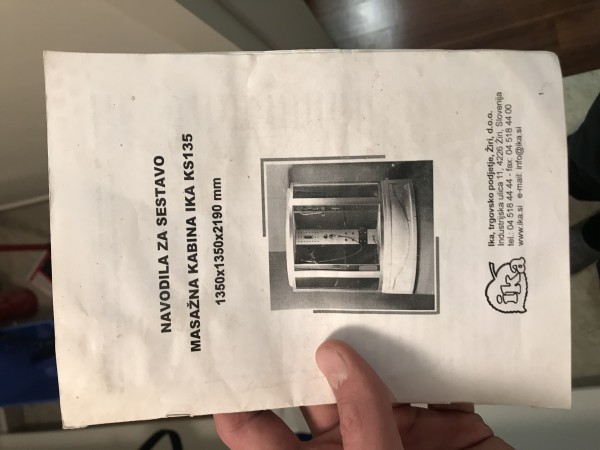 NAVODILA ZA SESTAVO
MASAŽNA KABINA IKA KS135
1350x1350x2190 mm
ika
Ika, trgovsko podjetje, Žiri, d.o.o.
Industrijska ulica 11, 4226 Žiri, Slovenija
tel.: 04 518 44 44 - fax: 04 518 44 00
www.ika.si e-mail: info@ika.si
1